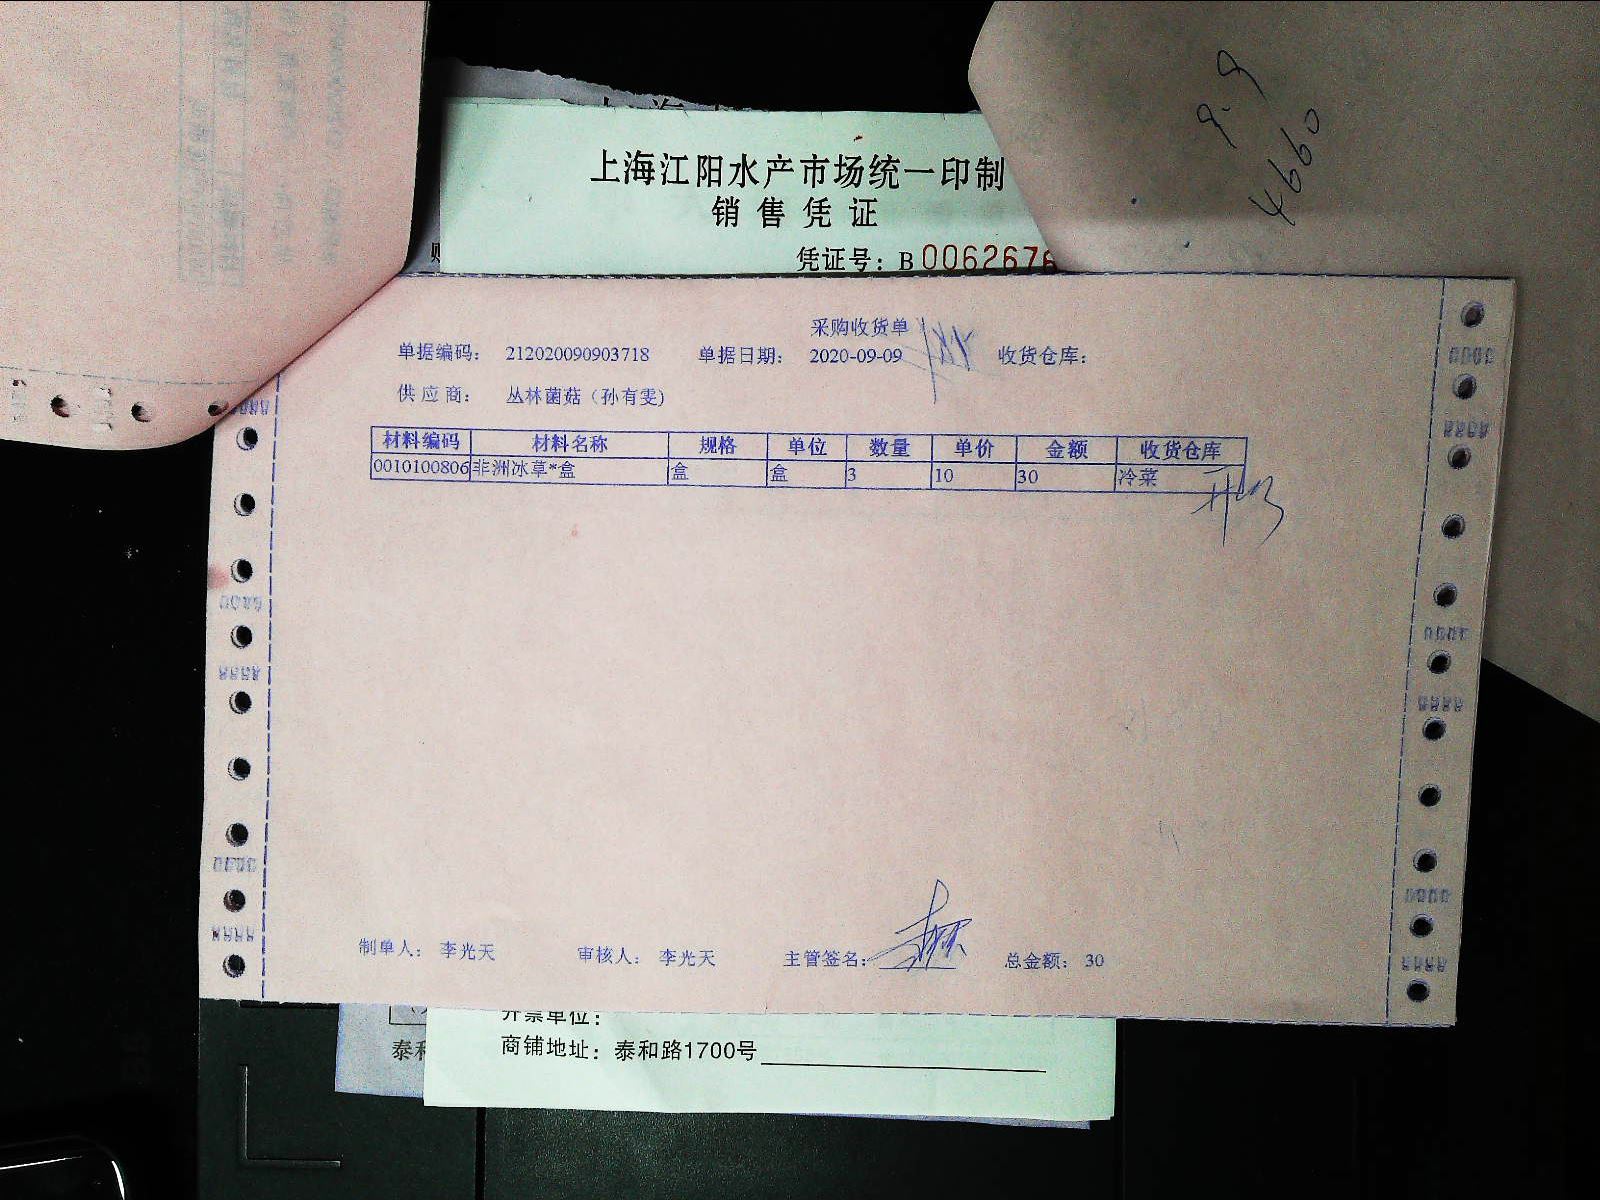 9.9
4660
上海江阳水产市场统一印制
销售凭证
凭证号：B 0062676
采购收货单
单据编码： 212020090903718 单据日期： 2020-09-09 收货仓库：
供应商： 丛林菌菇（孙有雯）
材料编码 材料名称 规格 单位 数量 单价 金额 收货仓库
0010100806 非洲冰草*盒 盒 盒 3 10 30 冷菜
制单人： 李光天 审核人： 李光天 主管签名： 总金额： 30
开票单位：
商铺地址：泰和路1700号